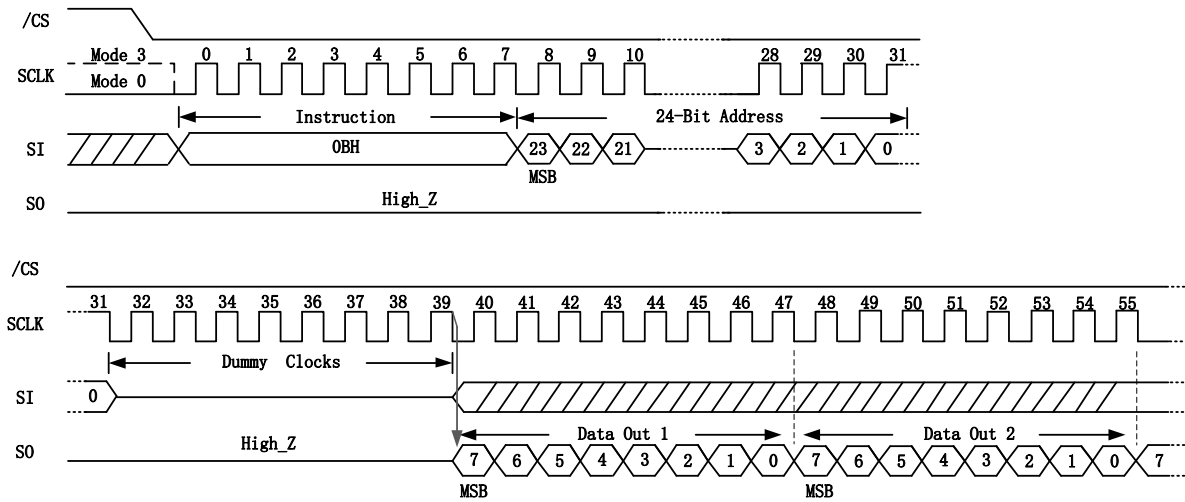 /CS
Mode 3
0 1 2 3 4 5 6 7 8 9 10 28 29 30 31
SCLK
Mode 0
Instruction 24-Bit Address
SI 0BH 23 22 21 3 2 1 0
MSB
High_Z
SO
/CS
31 32 33 34 35 36 37 38 39 40 41 42 43 44 45 46 47 48 49 50 51 52 53 54 55
SCLK
Dummy Clocks
SI 0
Data Out 1 Data Out 2
High_Z
SO 7 6 5 4 3 2 1 0 7 6 5 4 3 2 1 0 7
MSB MSB